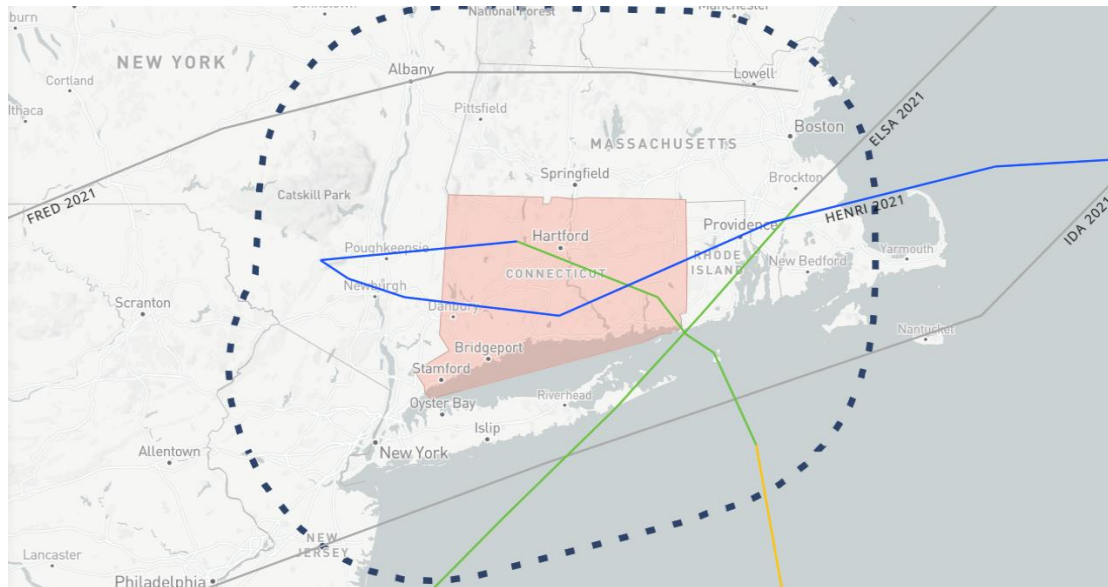 National Forest
Manchester
NEW YORK
Albany
Lowell
Cortland
Pittsfield
ELSA 2021
Boston
MASSACHUSETTS
Springfield
Brockton
Catskill Park
FRED 2021
HENRI 2021
Providence
IDA 2021
Hartford
Poughkeepsie
RHODE
ISLAND
Yarmouth
CONNECTICUT
New Bedford
Newburgh
Scranton
Danbury
Nantucket
Bridgeport
Stamford
Riverhead
Oyster Bay
Islip
New York
Allentown
NEW
JERSEY
Lancaster
Philadelphia